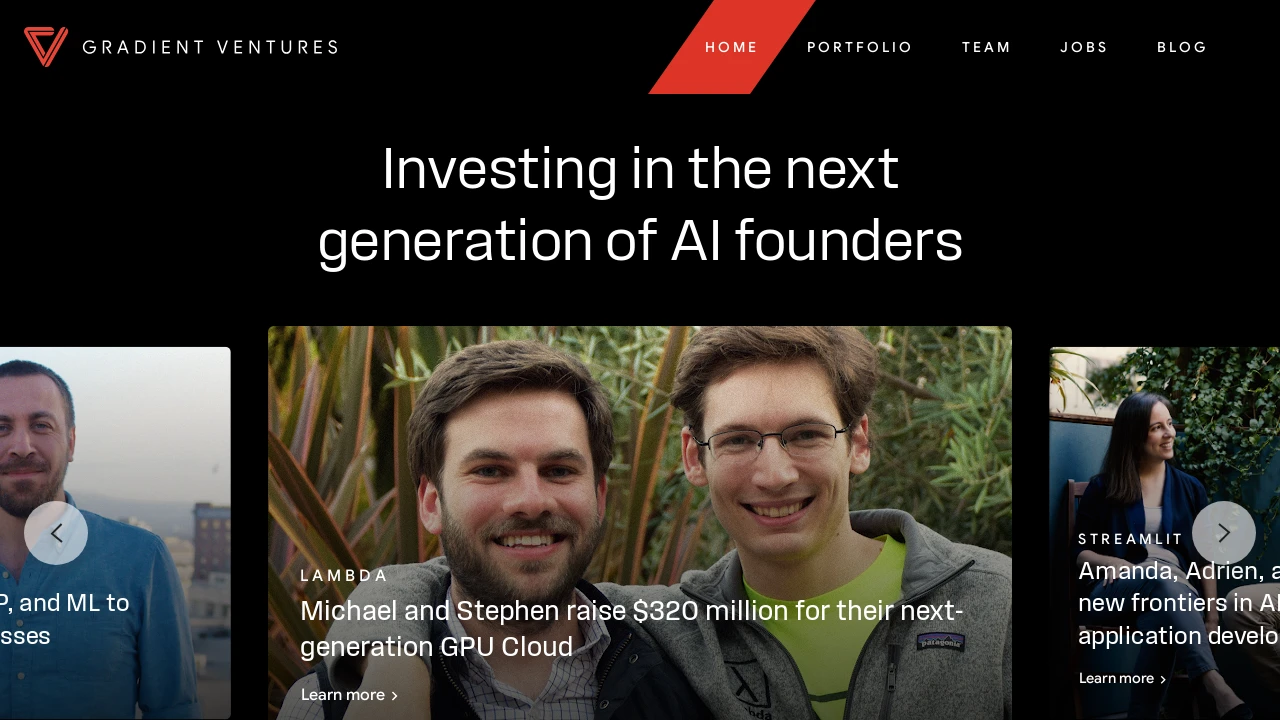 GRADIENT VENTURES
HOME PORTFOLIO TEAM JOBS BLOG
Investing in the next
generation of AI founders
P, and ML to
sses
LAMBDA
Michael and Stephen raise $320 million for their next-
generation GPU Cloud
Learn more
patagonia
STREAMLIT
Amanda, Adrien, a
new frontiers in AI
application develo
Learn more